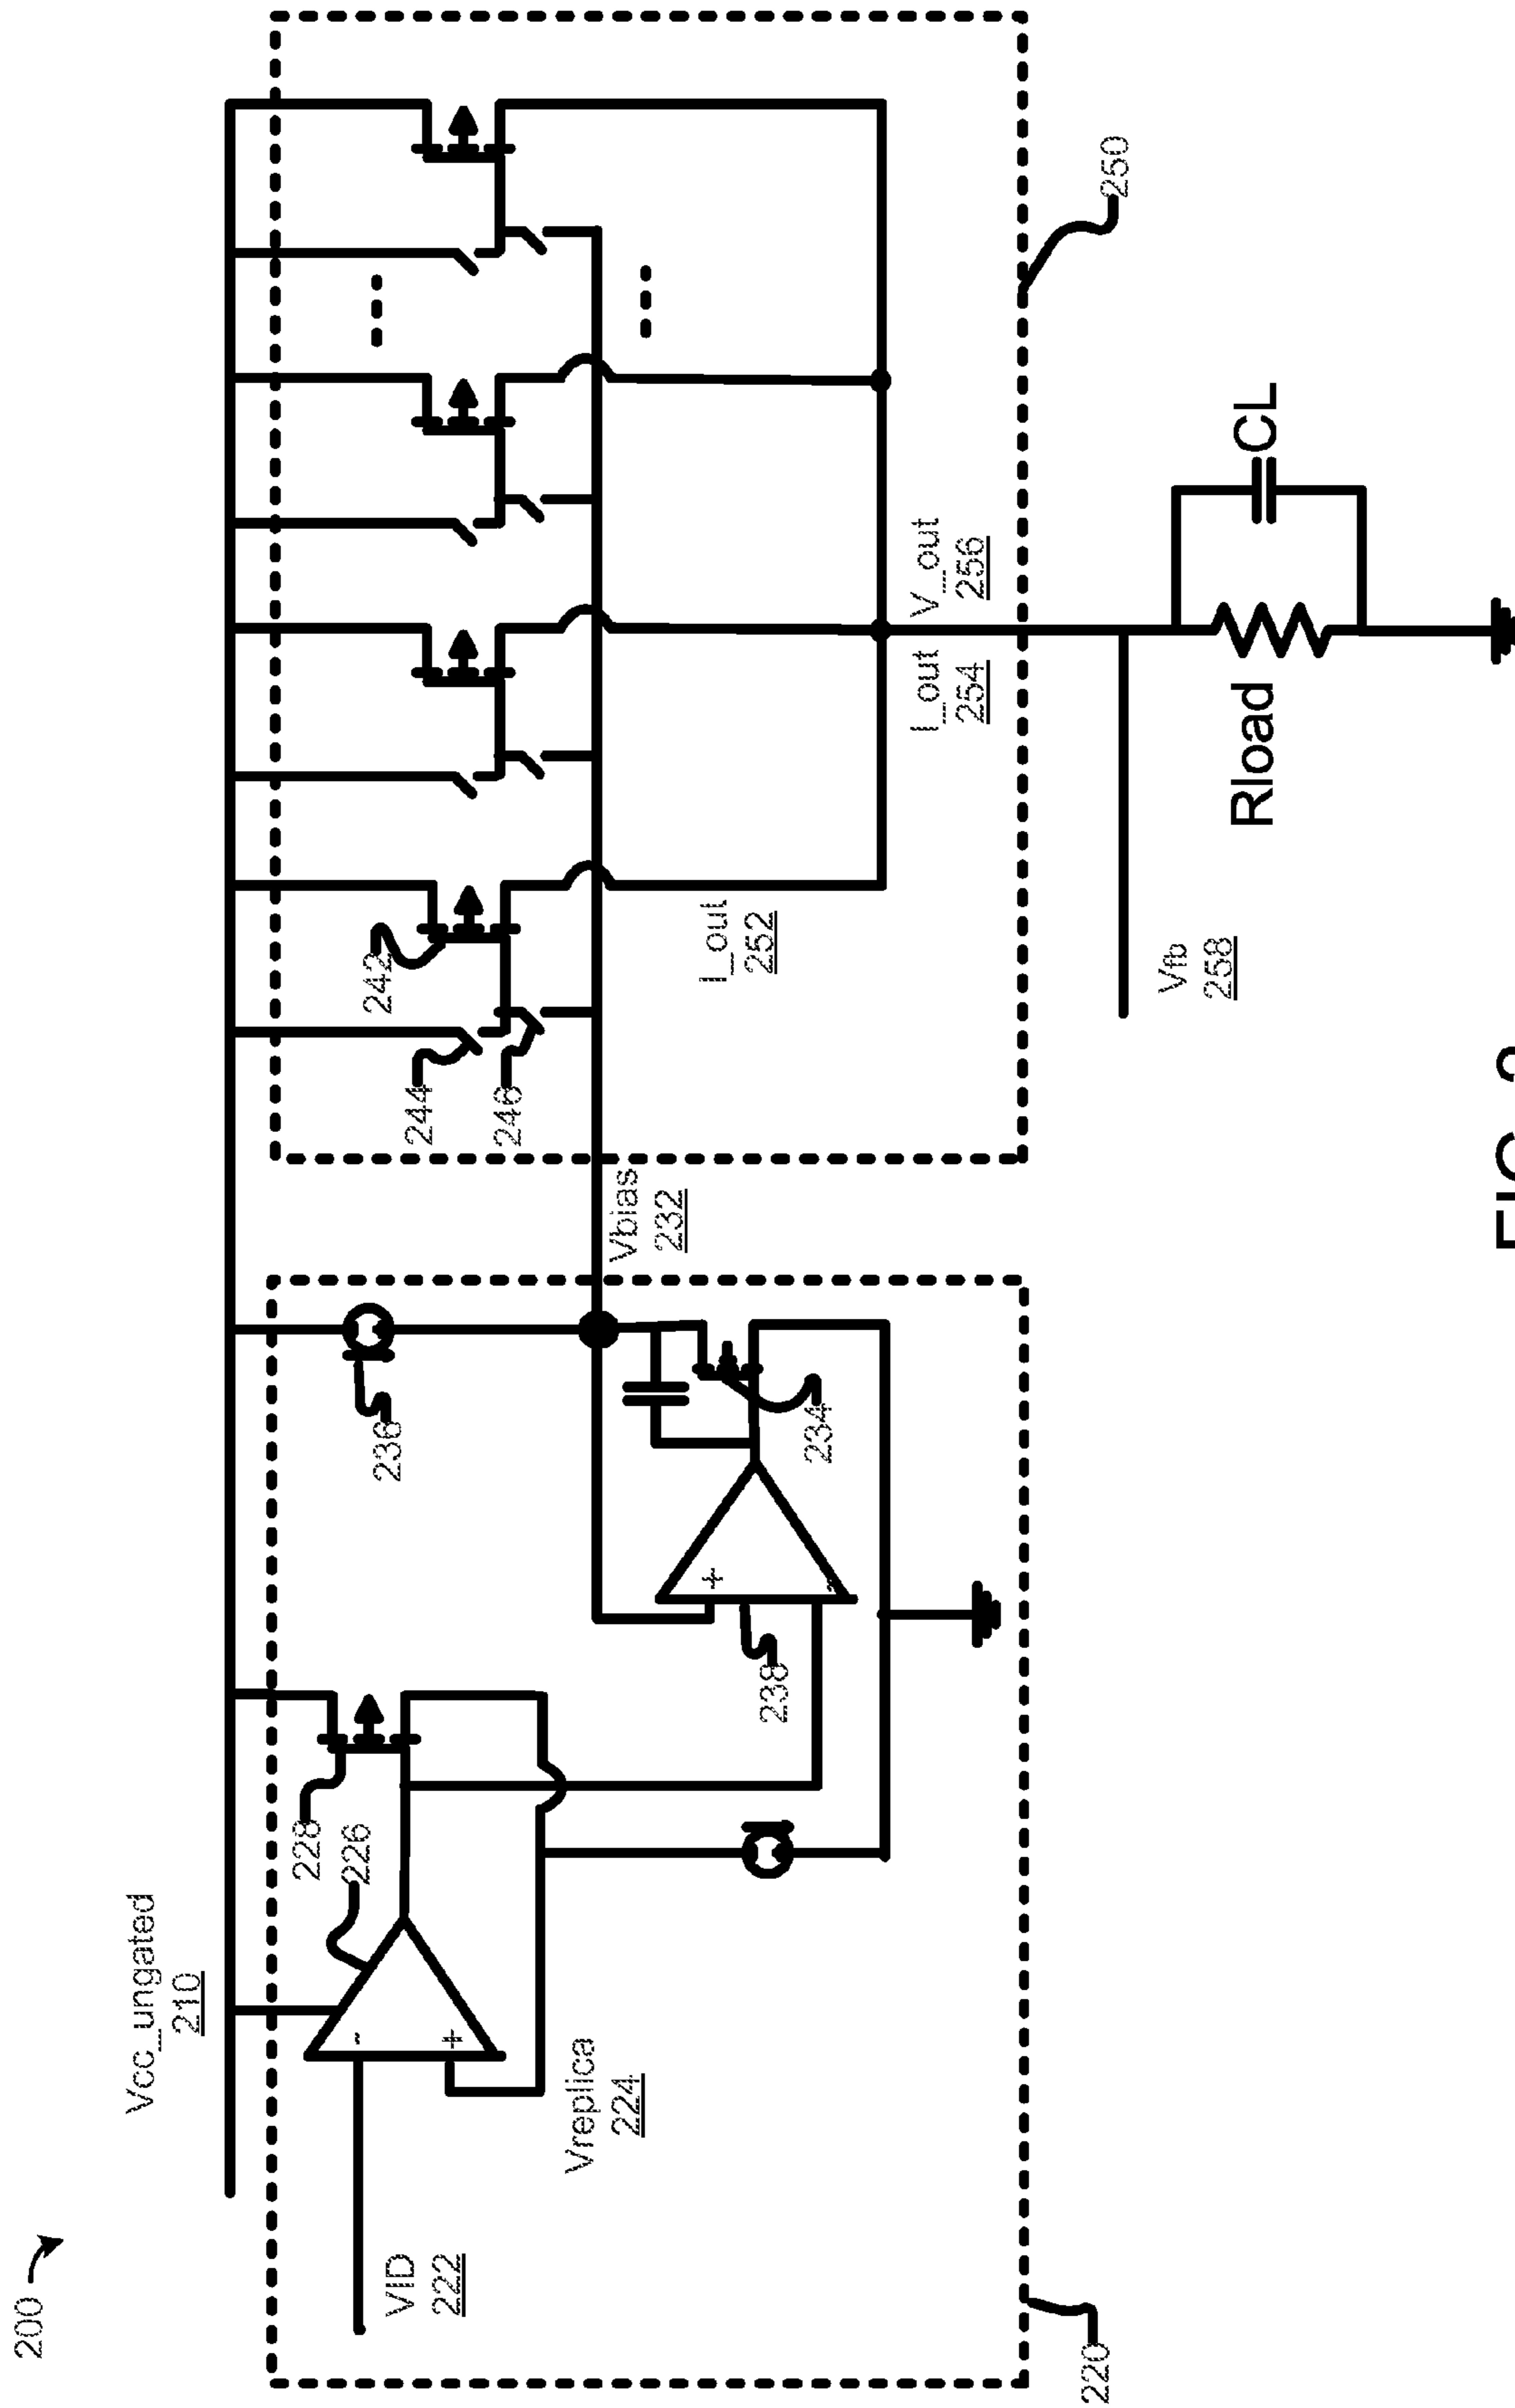 200
Vcc_ungated
210
VID
222
Vreplica
224
-
+
226
228
220
236
238
+
-
234
Vbias
232
242
244
246
I_out
252
I_out
254
V_out
256
250
Vfb
258
Rload
CL